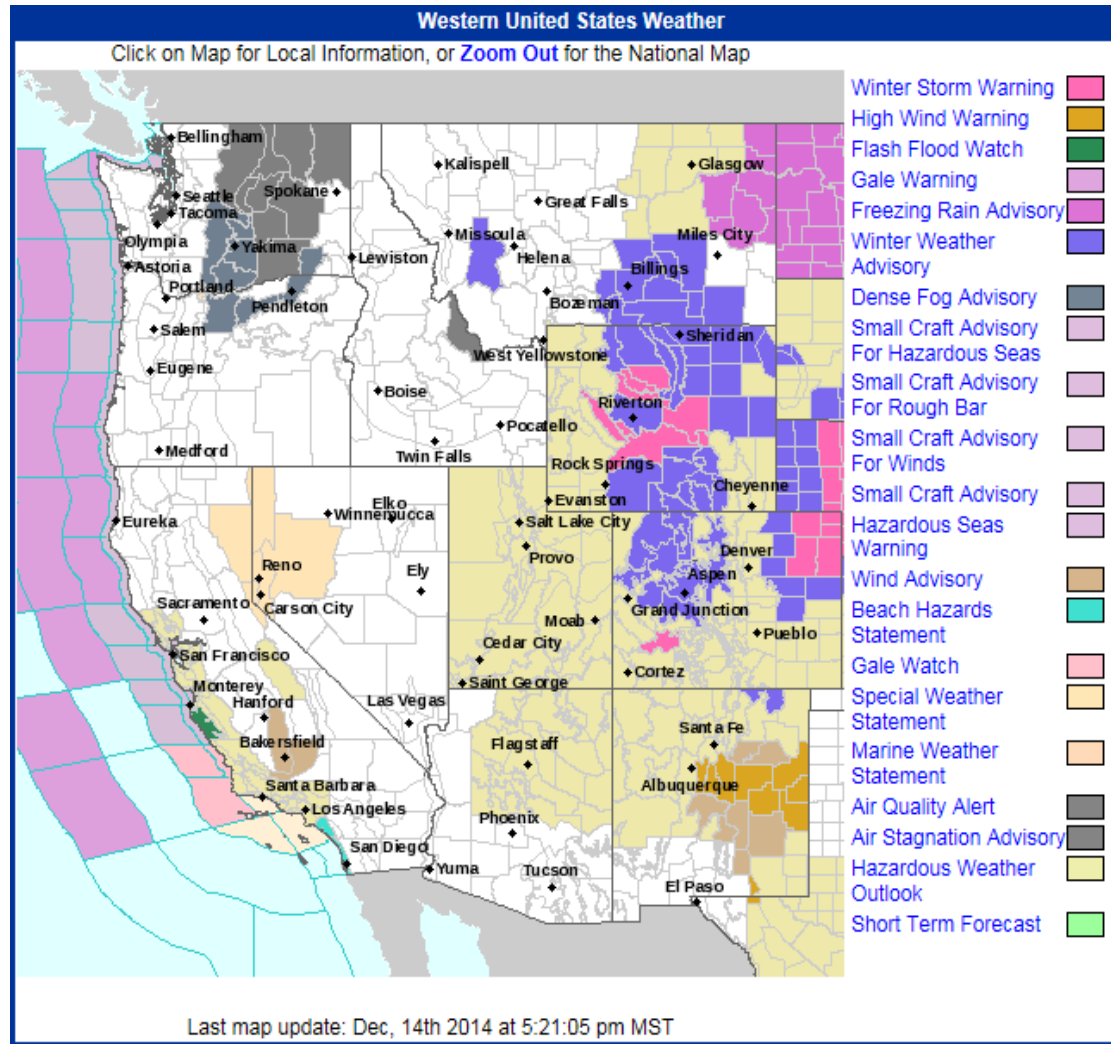 Western United States Weather
Click on Map for Local Information, or Zoom Out for the National Map
Bellingham
Seattle
Spokane
Tacoma
Olympia
Yakima
Astoria
Portland
Pendleton
Lewiston
Salem
Eugene
Medford
Kalispell
Glasgow
Great Falls
Missoula
Helena
Miles City
Billings
Bozeman
West Yellowstone
Sheridan
Boise
Riverton
Pocatello
Twin Falls
Rock Springs
Evanston
Cheyenne
Eureka
Elko
Winnemucca
Salt Lake City
Provo
Reno
Ely
Carson City
Sacramento
Denver
Aspen
Grand Junction
Moab
Pueblo
San Francisco
Cedar City
Cortez
Saint George
Monterey
Hanford
Las Vegas
Bakersfield
Flagstaff
Santa Fe
Albuquerque
Santa Barbara
Los Angeles
Phoenix
San Diego
Yuma
Tucson
El Paso
Winter Storm Warning
High Wind Warning
Flash Flood Watch
Gale Warning
Freezing Rain Advisory
Winter Weather
Advisory
Dense Fog Advisory
Small Craft Advisory
For Hazardous Seas
Small Craft Advisory
For Rough Bar
Small Craft Advisory
For Winds
Small Craft Advisory
Hazardous Seas
Warning
Wind Advisory
Beach Hazards
Statement
Gale Watch
Special Weather
Statement
Marine Weather
Statement
Air Quality Alert
Air Stagnation Advisory
Hazardous Weather
Outlook
Short Term Forecast
Last map update: Dec, 14th 2014 at 5:21:05 pm MST